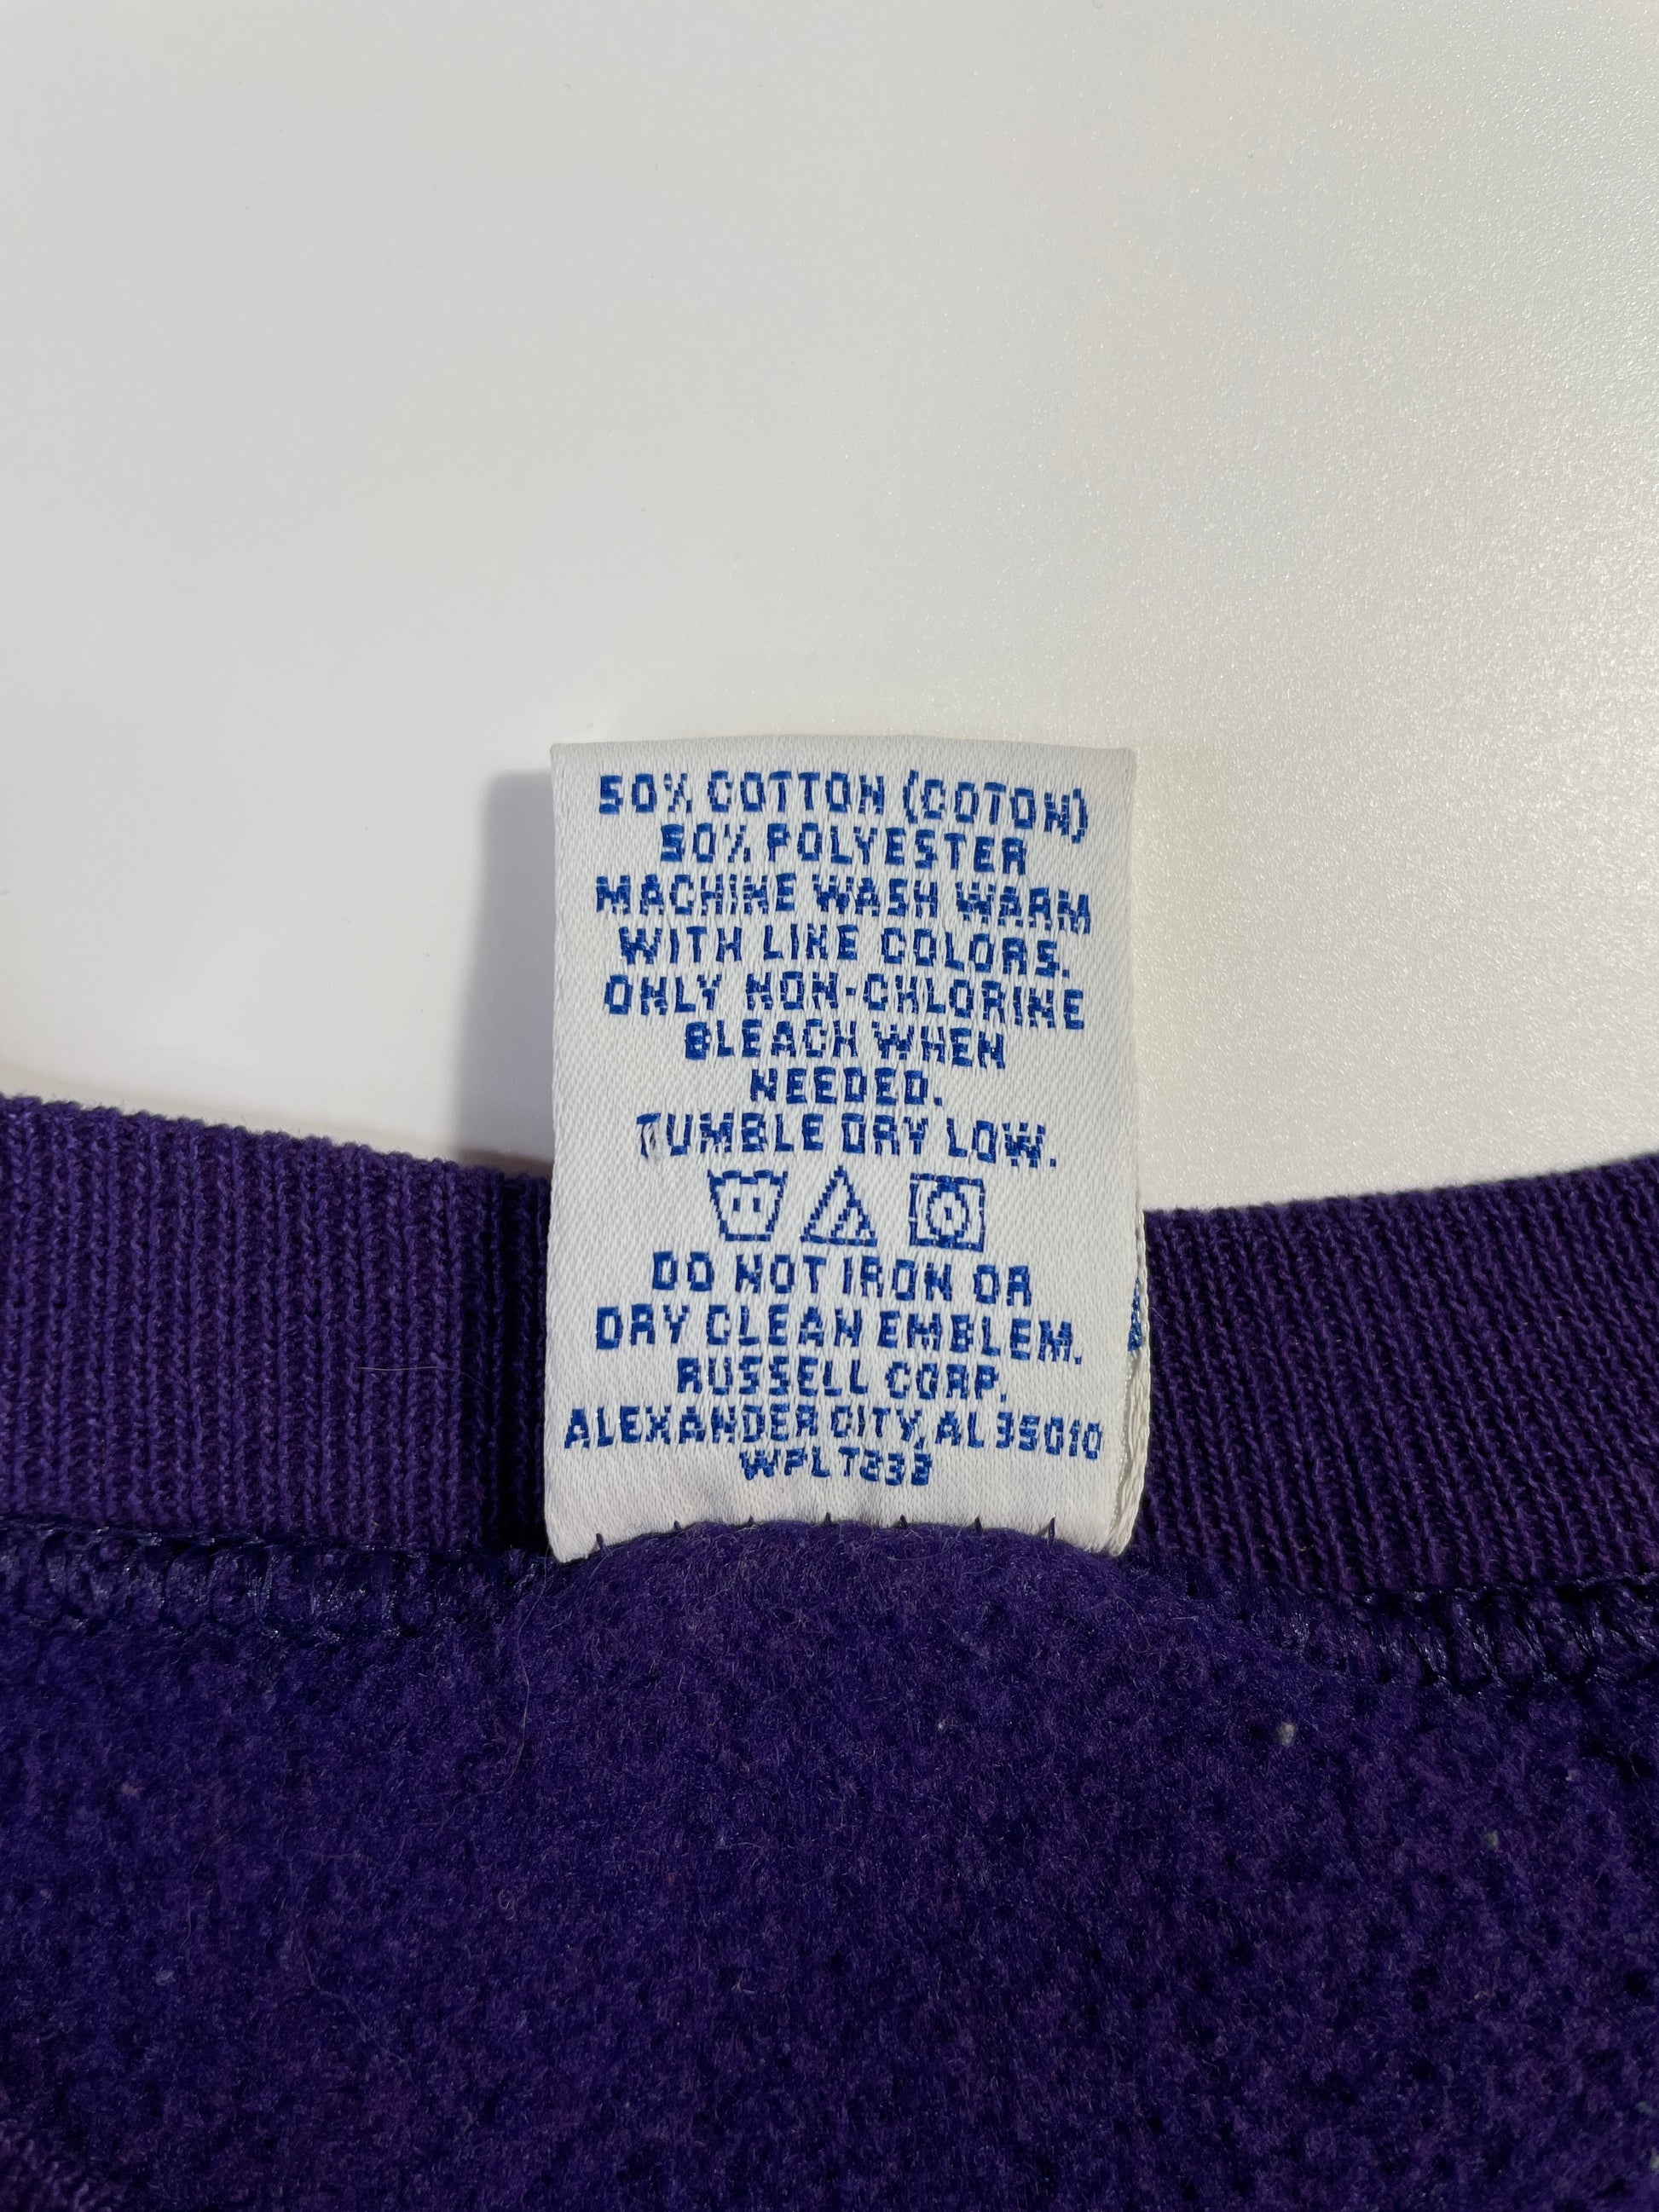 50% COTTON (COTON)
50% POLYESTER
MACHINE WASH WARM
WITH LIKE COLORS.
ONLY NON-CHLORINE
BLEACH WHEN
NEEDED.
TUMBLE DRY LOW.
DO NOT IRON OR
DRY CLEAN EMBLEM.
RUSSELL CORP.
ALEXANDER CITY, AL 35010
WPL 7233